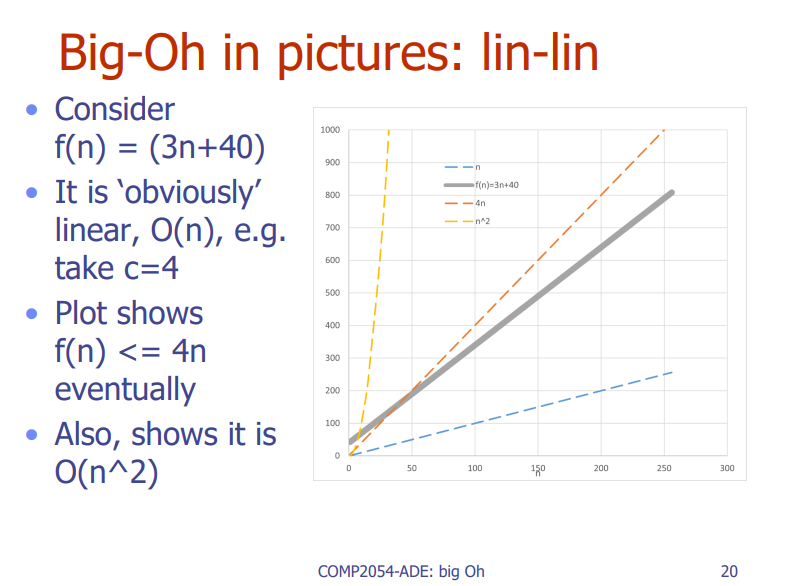 Big-Oh in pictures: lin-lin
• Consider
f(n) = (3n+40)
• It is ‘obviously’
linear, O(n), e.g.
take c=4
• Plot shows
f(n) <= 4n
eventually
• Also, shows it is
O(n^2)
1000
900
800
700
600
500
400
300
200
100
0
n
f(n)=3n+40
4n
n^2
0 50 100 150 200 250 300
n
COMP2054-ADE: big Oh
20